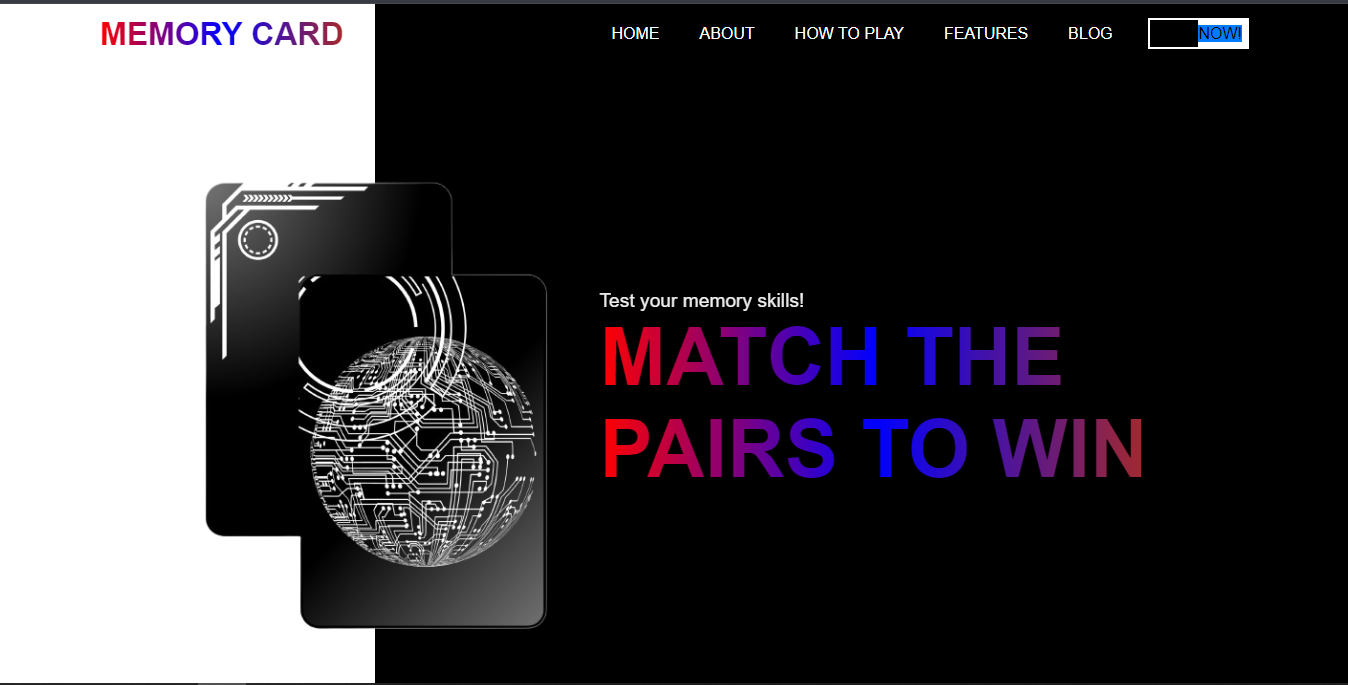 MEMORY CARD
HOME ABOUT HOW TO PLAY FEATURES BLOG NOW!
Test your memory skills!
MATCH THE
PAIRS TO WIN